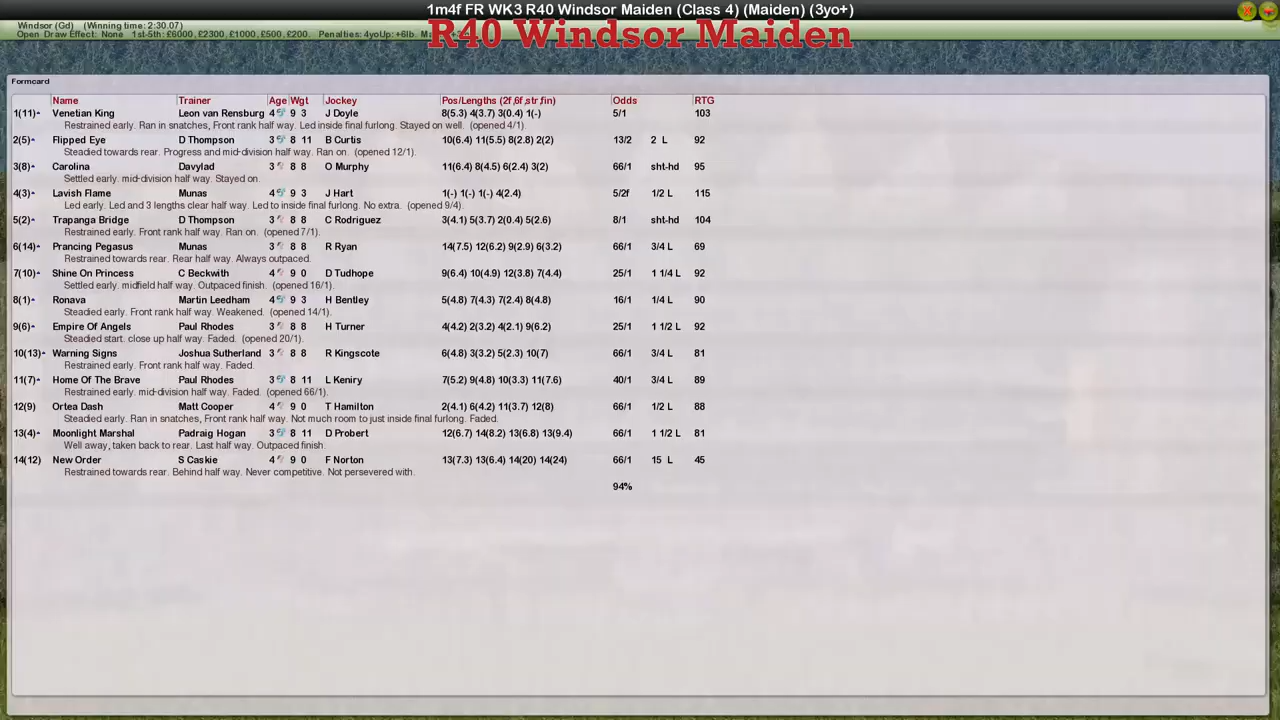 1m4f FR WK3 R40 Windsor Maiden (Class 4) (Maiden) (3yo+)
Windsor (Gd) (Winning time: 2:30.07)
Open Draw Effect: None 1st-5th: £6000, £2300, £1000, £500, £200, Penalties: 4yoUp: +6lb.
R40 Windsor Maiden
Formcard
Name Trainer Age Wgt Jockey Pos/Lengths (2f,6f,str,fin) Odds RTG
1(11) Venetian King Leon van Rensburg 4 9 3 J Doyle 8(5.3) 4(3.7) 3(0.4) 1(-) 5/1 103
Restrained early. Ran in snatches, Front rank half way. Led inside final furlong. Stayed on well. (opened 4/1).
2(5) Flipped Eye D Thompson 3 8 11 B Curtis 10(6.4) 11(5.5) 8(2.8) 2(2) 13/2 2 L 92
Steadied towards rear. Progress and mid-division half way. Ran on. (opened 12/1).
3(8) Carolina Davylad 3 8 8 O Murphy 11(6.4) 8(4.5) 6(2.4) 3(2) 66/1 sht-hd 95
Settled early. mid-division half way. Stayed on.
4(3) Lavish Flame Munas 4 9 3 J Hart 1(-) 1(-) 1(-) 4(2.4) 5/2f 1/2 L 115
Led early. Led and 3 lengths clear half way. Led to inside final furlong. No extra. (opened 9/4).
5(2) Trapanga Bridge D Thompson 3 8 8 C Rodriguez 3(4.1) 5(3.7) 2(0.4) 5(2.6) 8/1 sht-hd 104
Restrained early. Front rank half way. Ran on. (opened 7/1).
6(14) Prancing Pegasus Munas 3 8 8 R Ryan 14(7.5) 12(6.2) 9(2.9) 6(3.2) 66/1 3/4 L 69
Restrained towards rear. Rear half way. Always outpaced.
7(10) Shine On Princess C Beckwith 4 9 0 D Tudhope 9(6.4) 10(4.9) 12(3.8) 7(4.4) 25/1 1 1/4 L 92
Settled early. midfield half way. Outpaced finish. (opened 16/1).
8(1) Ronava Martin Leedham 4 9 3 H Bentley 5(4.8) 7(4.3) 7(2.4) 8(4.8) 16/1 1/4 L 90
Steadied early. Front rank half way. Weakened. (opened 14/1).
9(6) Empire Of Angels Paul Rhodes 3 8 8 H Turner 4(4.2) 2(3.2) 4(2.1) 9(6.2) 25/1 1 1/2 L 92
Steadied start. close up half way. Faded. (opened 20/1).
10(13) Warning Signs Joshua Sutherland 3 8 8 R Kingscote 6(4.8) 3(3.2) 5(2.3) 10(7) 66/1 3/4 L 81
Restrained early. Front rank half way. Faded.
11(7) Home Of The Brave Paul Rhodes 3 8 11 L Keniry 7(5.2) 9(4.8) 10(3.3) 11(7.6) 40/1 3/4 L 89
Restrained early. mid-division half way. Faded. (opened 66/1).
12(9) Ortea Dash Matt Cooper 4 9 0 T Hamilton 2(4.1) 6(4.2) 11(3.7) 12(8) 66/1 1/2 L 88
Steadied early. Ran in snatches, Front rank half way. Not much room to just inside final furlong. Faded.
13(4) Moonlight Marshal Padraig Hogan 3 8 11 D Probert 12(6.7) 14(8.2) 13(6.8) 13(9.4) 66/1 1 1/2 L 81
Well away, taken back to rear. Last half way. Outpaced finish.
14(12) New Order S Caskie 4 9 0 F Norton 13(7.3) 13(6.4) 14(20) 14(24) 66/1 15 L 45
Restrained towards rear. Behind half way. Never competitive. Not persevered with.
94%